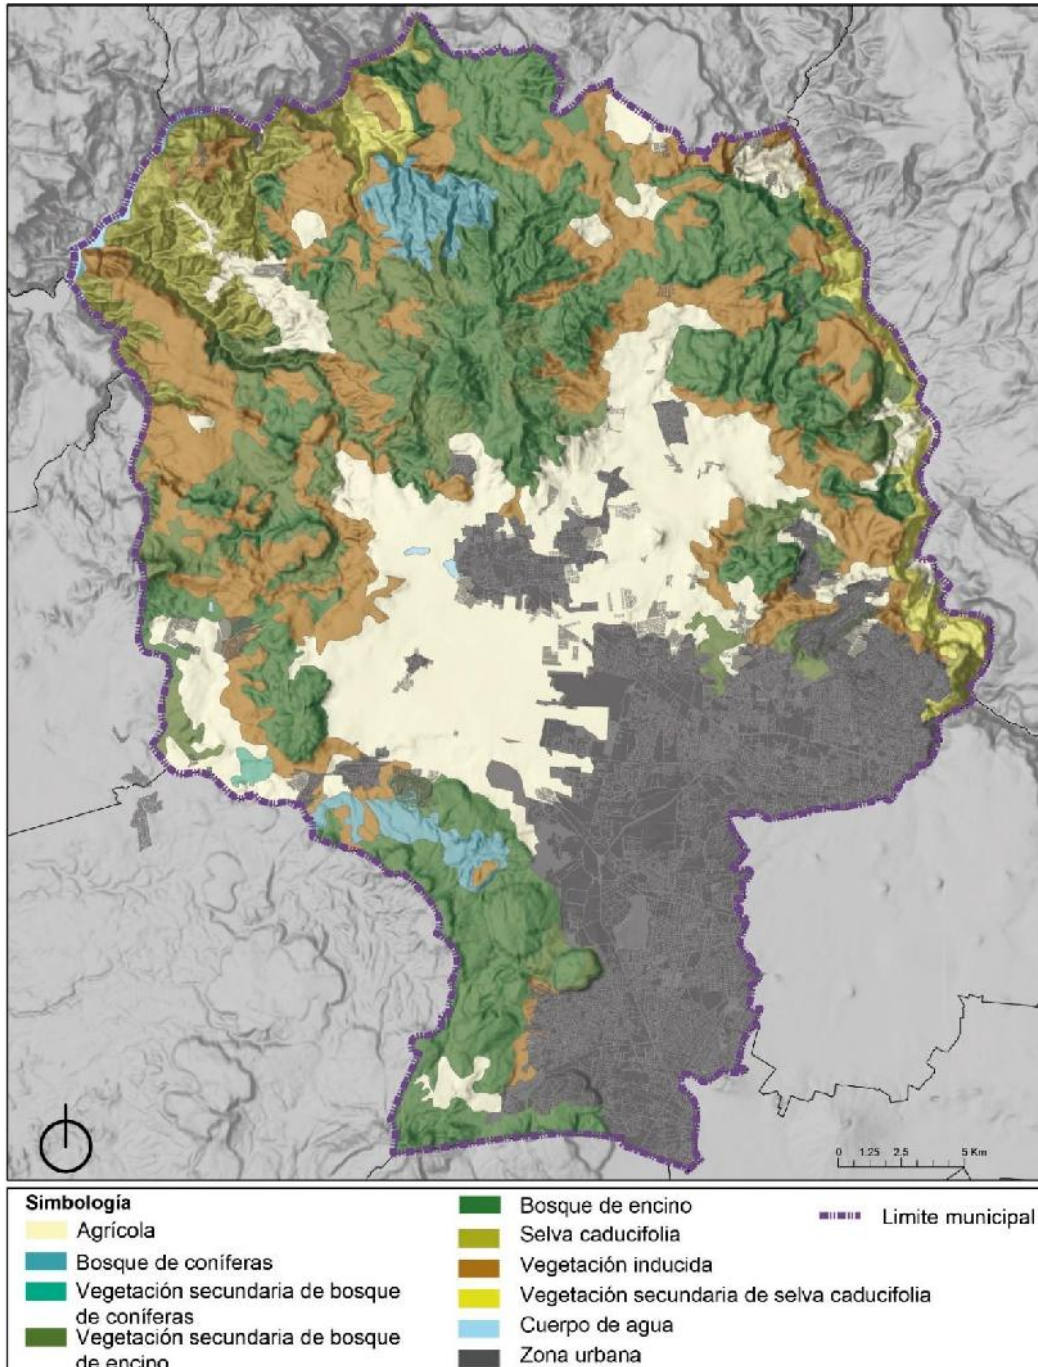 0 1.25 2.5 5 Km
Simbología
Agrícola
Bosque de coníferas
Vegetación secundaria de bosque
de coníferas
Vegetación secundaria de bosque
de encino
Bosque de encino
Selva caducifolia
Vegetación inducida
Vegetación secundaria de selva caducifolia
Cuerpo de agua
Zona urbana
Limite municipal